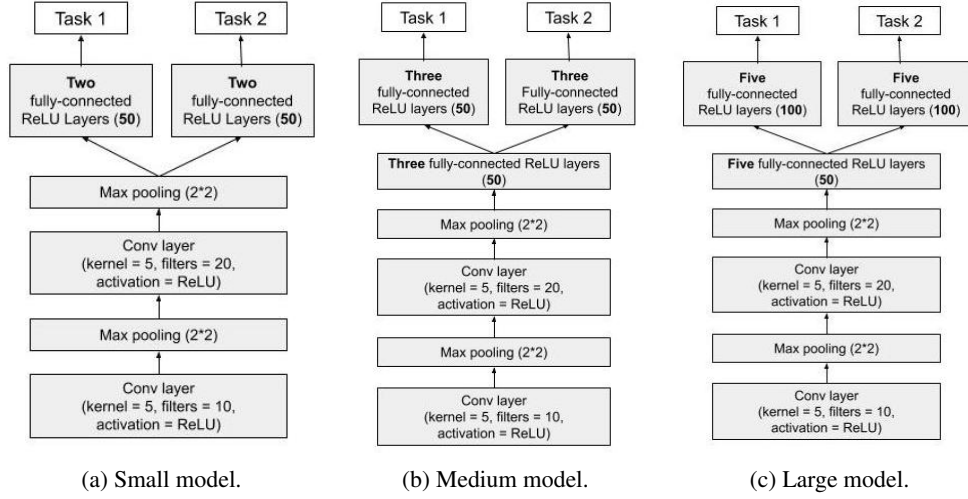 Task 1
Task 2
Two
fully-connected
ReLU Layers (50)
Two
fully-connected
ReLU Layers (50)
Max pooling (2*2)
Conv layer
(kernel = 5, filters = 20,
activation = ReLU)
Max pooling (2*2)
Conv layer
(kernel = 5, filters = 10,
activation = ReLU)
(a) Small model.
Task 1
Task 2
Three
fully-connected
ReLU layers (50)
Three
Fully-connected
ReLU layers (50)
Three fully-connected ReLU layers
(50)
Max pooling (2*2)
Conv layer
(kernel = 5, filters = 20,
activation = ReLU)
Max pooling (2*2)
Conv layer
(kernel = 5, filters = 10,
activation = ReLU)
(b) Medium model.
Task 1
Task 2
Five
fully-connected
ReLU layers (100)
Five
fully-connected
ReLU layers (100)
Five fully-connected ReLU layers
(50)
Max pooling (2*2)
Conv layer
(kernel = 5, filters = 20,
activation = ReLU)
Max pooling (2*2)
Conv layer
(kernel = 5, filters = 10,
activation = ReLU)
(c) Large model.